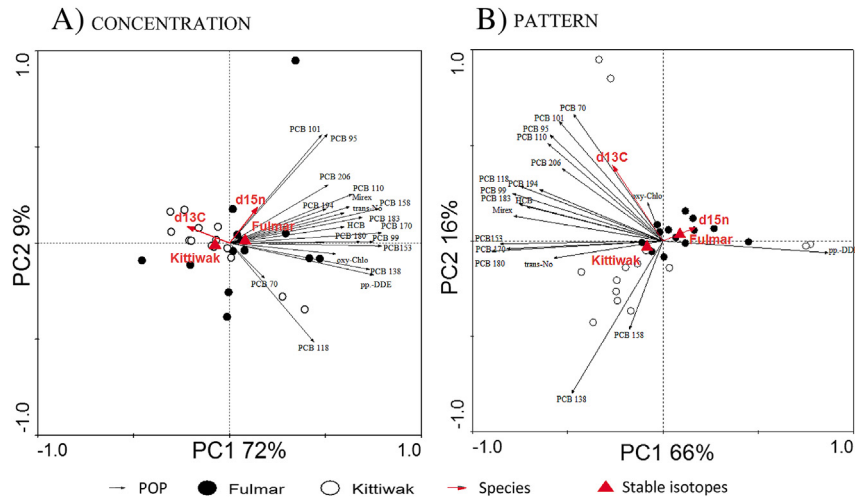 A) CONCENTRATION
1.0
PC2 9%
-1.0
PCB 101
PCB 95
PCB 206
PCB 110
Mirex
PCB 158
d15n
PCB 194
trans-No
d13C
PCB 183
Fulmar
HCB
PCB 170
PCB 180
PCB 99
PCB153
Kittiwak
oxy-Chlo
PCB 138
PCB 70
pp.-DDE
PCB 118
-1.0
PC1 72%
1.0
B) PATTERN
1.0
PC2 16%
-1.0
PCB 70
PCB 101
PCB 95
PCB 110
d13C
PCB 206
PCB 118
PCB 194
PCB 99
PCB 183
HCB
oxy-Chlo
Mirex
d15n
Fulmar
PCB153
PCB 170
Kittiwak
pp.-DDE
PCB 180
trans-No
PCB 158
PCB 138
-1.0
PC1 66%
1.0
POP
Fulmar
Kittiwak
Species
Stable isotopes